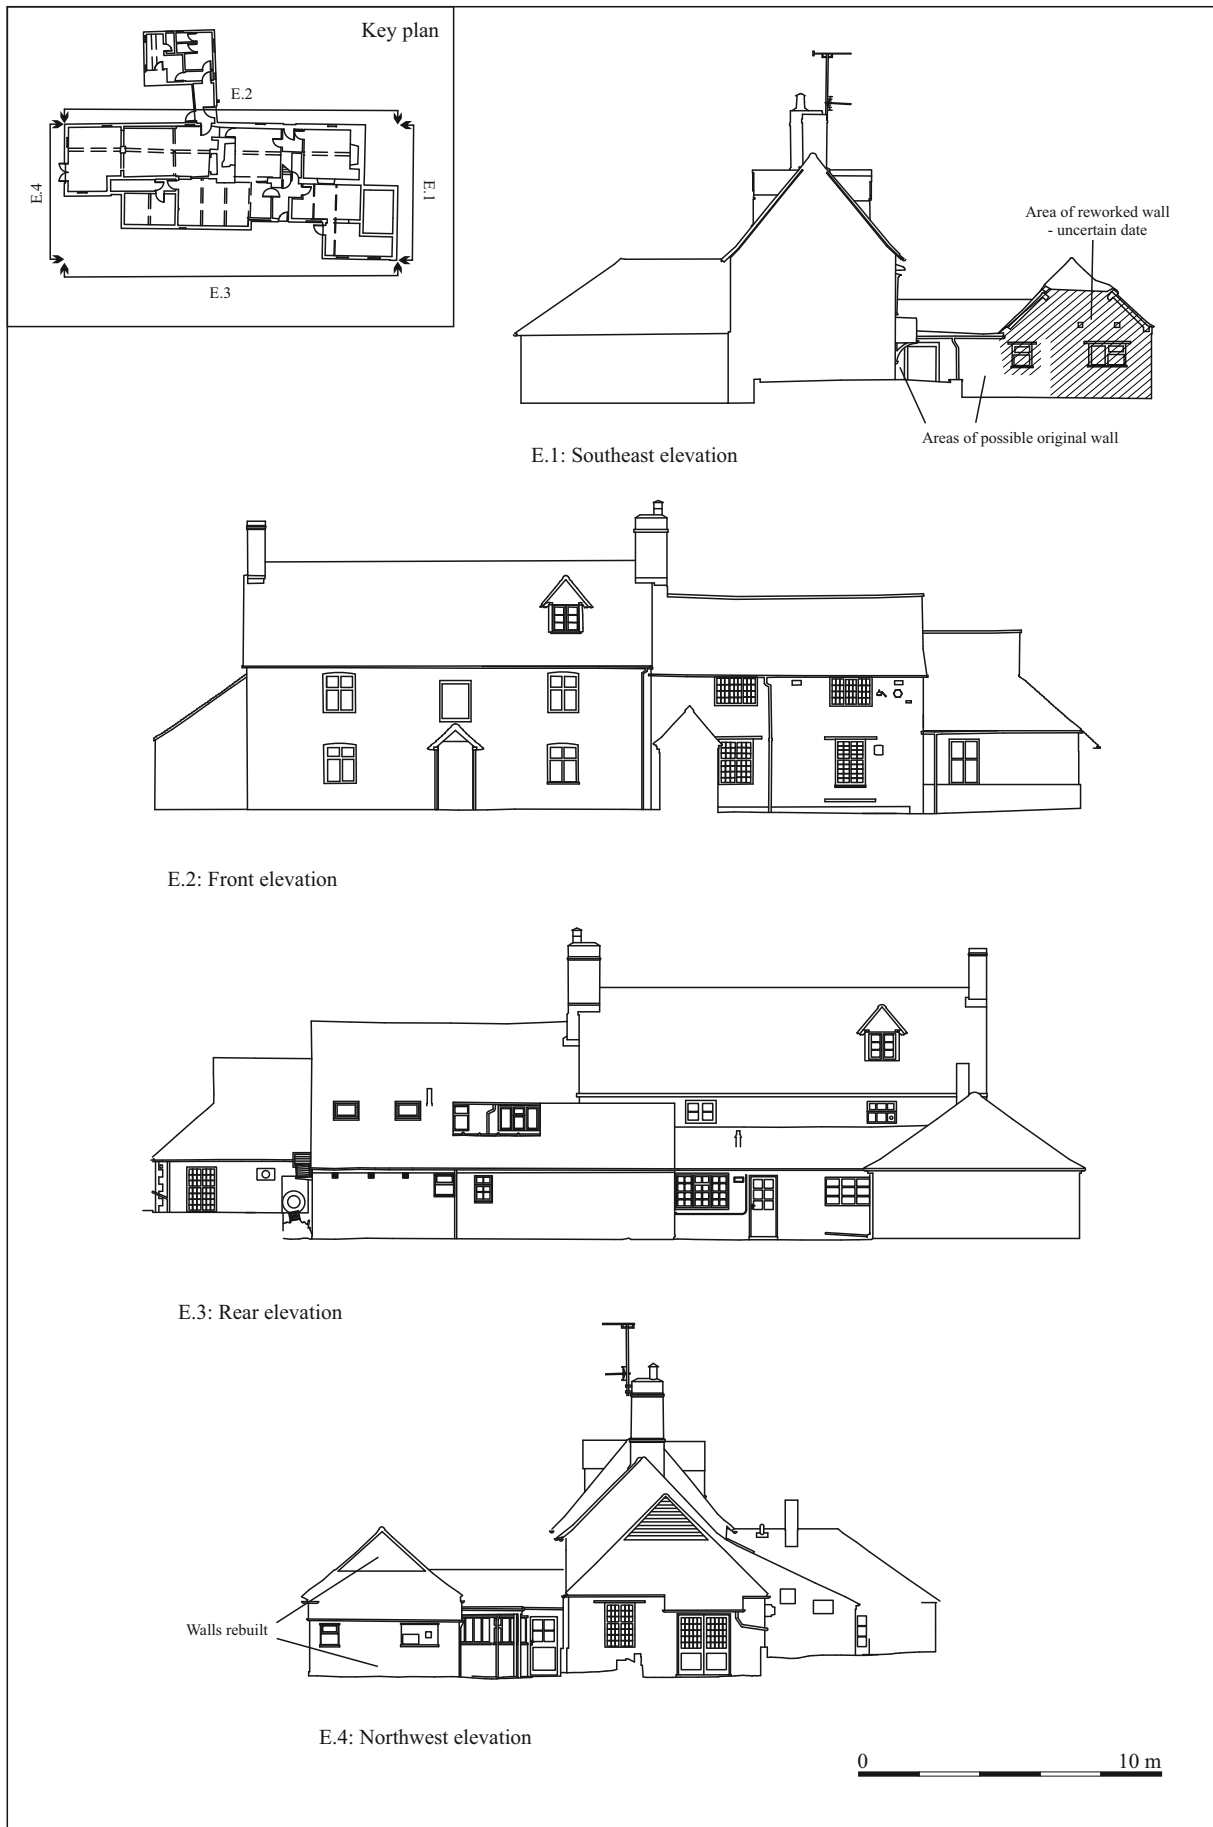 Key plan
E.2
E.4
E.1
E.3
Area of reworked wall
- uncertain date
Areas of possible original wall
E.1: Southeast elevation
E.2: Front elevation
E.3: Rear elevation
Walls rebuilt
E.4: Northwest elevation
0 10 m